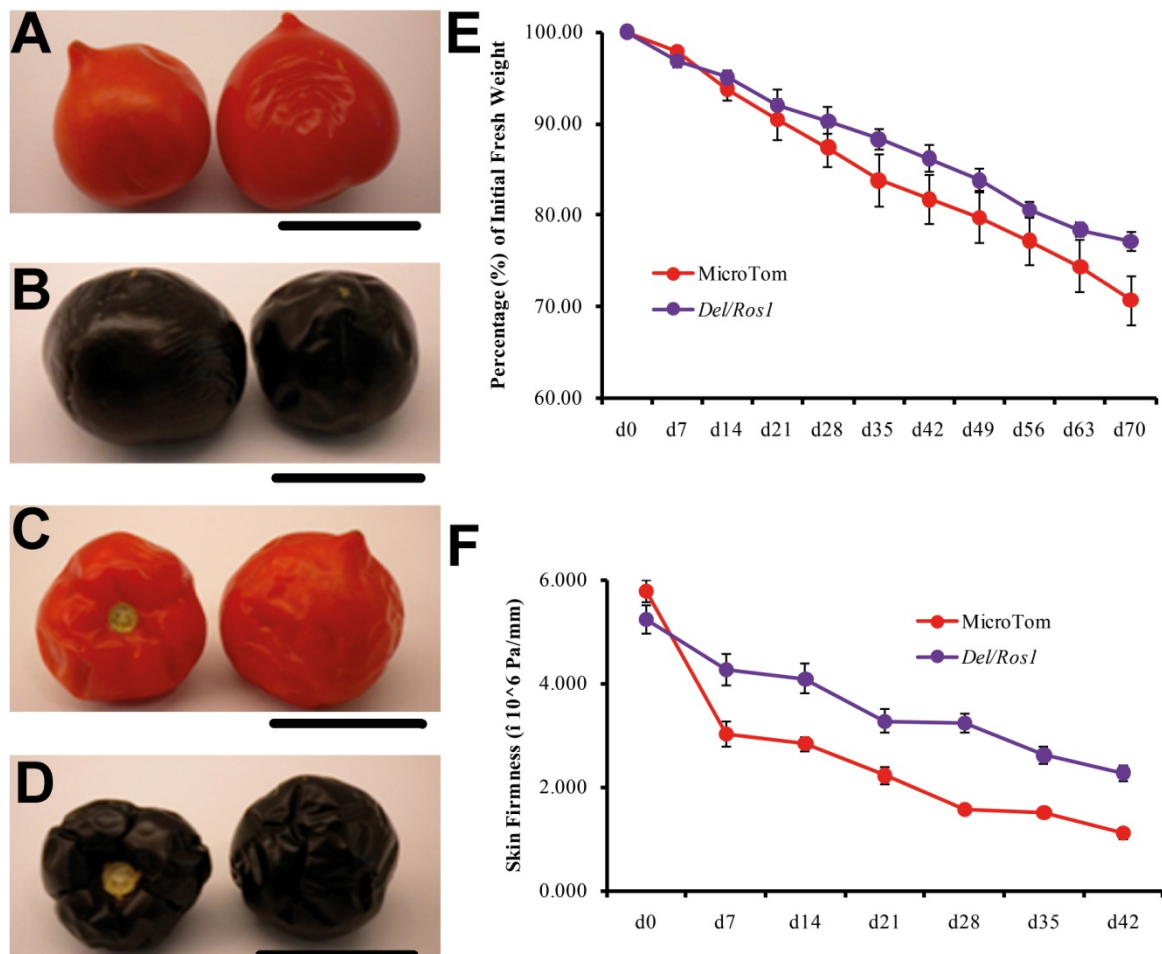 A
B
C
D
E
Percentage (%) of Initial Fresh Weight
100.00
90.00
80.00
70.00
60.00
MicroTom
Del/Ros1
d0 d7 d14 d21 d28 d35 d42 d49 d56 d63 d70
F
Skin Firmness (î 10^6 Pa/mm)
6.000
4.000
2.000
0.000
MicroTom
Del/Ros1
d0 d7 d14 d21 d28 d35 d42